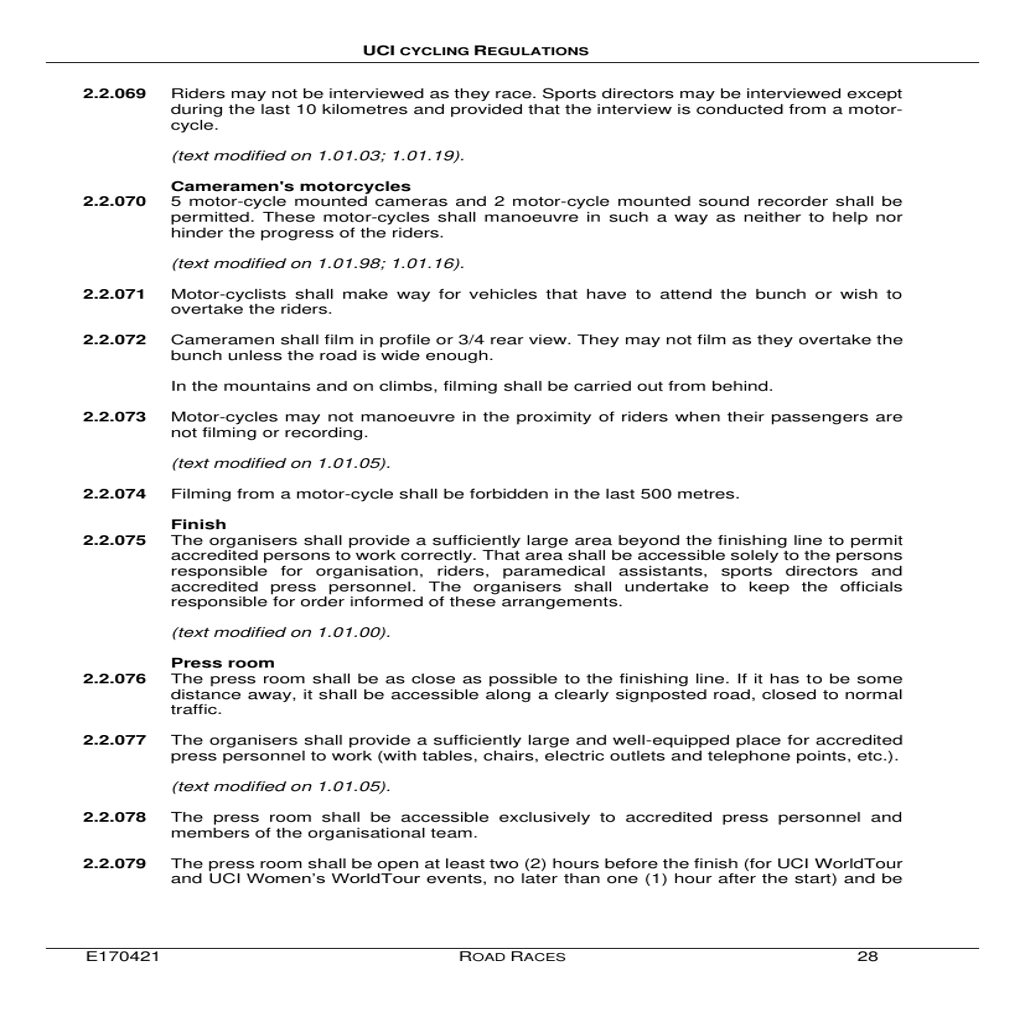 UCI CYCLING REGULATIONS
2.2.069 Riders may not be interviewed as they race. Sports directors may be interviewed except
during the last 10 kilometres and provided that the interview is conducted from a motor-
cycle.
(text modified on 1.01.03; 1.01.19).
Cameramen's motorcycles
2.2.070 5 motor-cycle mounted cameras and 2 motor-cycle mounted sound recorder shall be
permitted. These motor-cycles shall manoeuvre in such a way as neither to help nor
hinder the progress of the riders.
(text modified on 1.01.98; 1.01.16).
2.2.071 Motor-cyclists shall make way for vehicles that have to attend the bunch or wish to
overtake the riders.
2.2.072 Cameramen shall film in profile or 3/4 rear view. They may not film as they overtake the
bunch unless the road is wide enough.
In the mountains and on climbs, filming shall be carried out from behind.
2.2.073 Motor-cycles may not manoeuvre in the proximity of riders when their passengers are
not filming or recording.
(text modified on 1.01.05).
2.2.074 Filming from a motor-cycle shall be forbidden in the last 500 metres.
Finish
2.2.075 The organisers shall provide a sufficiently large area beyond the finishing line to permit
accredited persons to work correctly. That area shall be accessible solely to the persons
responsible for organisation, riders, paramedical assistants, sports directors and
accredited press personnel. The organisers shall undertake to keep the officials
responsible for order informed of these arrangements.
(text modified on 1.01.00).
Press room
2.2.076 The press room shall be as close as possible to the finishing line. If it has to be some
distance away, it shall be accessible along a clearly signposted road, closed to normal
traffic.
2.2.077 The organisers shall provide a sufficiently large and well-equipped place for accredited
press personnel to work (with tables, chairs, electric outlets and telephone points, etc.).
(text modified on 1.01.05).
2.2.078 The press room shall be accessible exclusively to accredited press personnel and
members of the organisational team.
2.2.079 The press room shall be open at least two (2) hours before the finish (for UCI WorldTour
and UCI Women’s WorldTour events, no later than one (1) hour after the start) and be
E170421 ROAD RACES 28